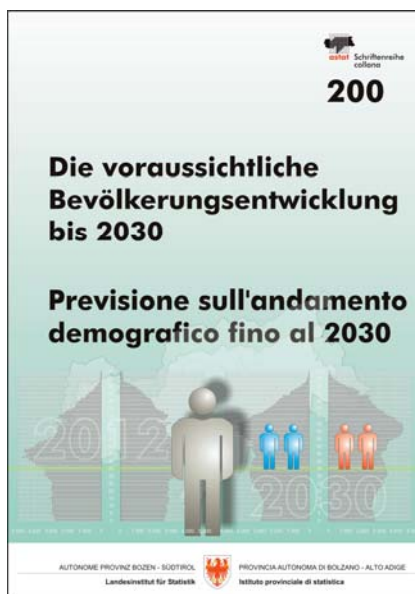 astat Schriftenreihe
collana
200
Die voraussichtliche
Bevölkerungsentwicklung
bis 2030
Previsione sull'andamento
demografico fino al 2030
2012
2030
AUTONOME PROVINZ BOZEN - SÜDTIROL
Landesinstitut für Statistik
PROVINCIA AUTONOMA DI BOLZANO - ALTO ADIGE
Istituto provinciale di statistica